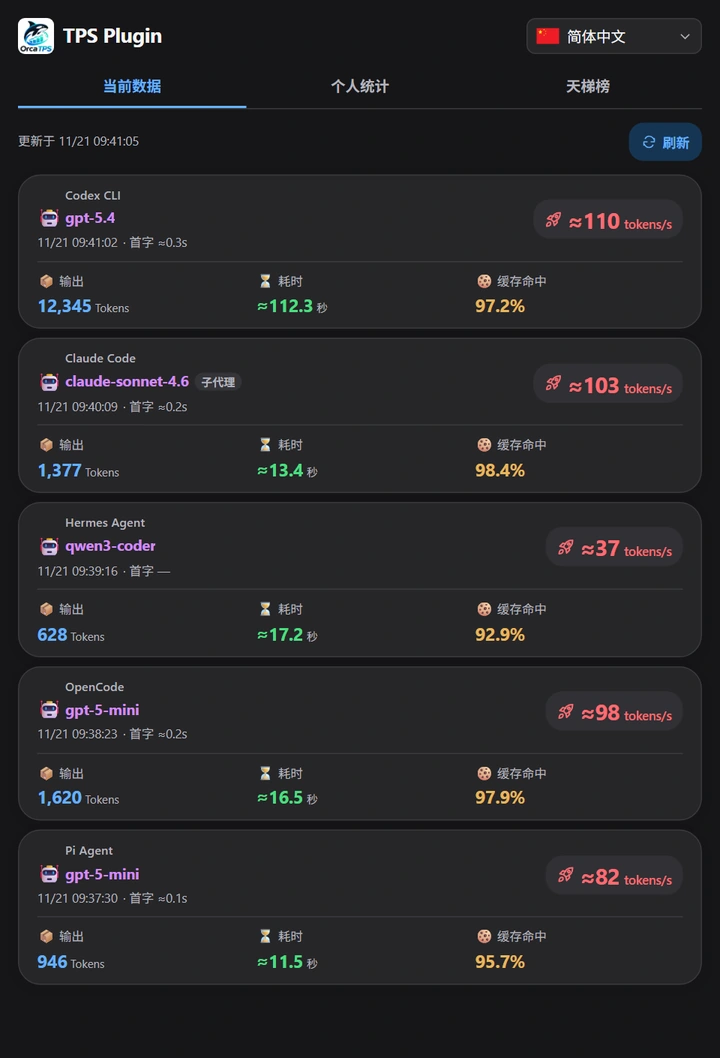 OrcaTPS
TPS Plugin
简体中文
当前数据 个人统计 天梯榜
更新于 11/21 09:41:05
刷新
Codex CLI
gpt-5.4
≈110 tokens/s
11/21 09:41:02 · 首字 ≈0.3s
输出 耗时 缓存命中
12,345 Tokens ≈112.3 秒 97.2%
Claude Code
claude-sonnet-4.6 子代理
≈103 tokens/s
11/21 09:40:09 · 首字 ≈0.2s
输出 耗时 缓存命中
1,377 Tokens ≈13.4 秒 98.4%
Hermes Agent
qwen3-coder
≈37 tokens/s
11/21 09:39:16 · 首字 —
输出 耗时 缓存命中
628 Tokens ≈17.2 秒 92.9%
OpenCode
gpt-5-mini
≈98 tokens/s
11/21 09:38:23 · 首字 ≈0.2s
输出 耗时 缓存命中
1,620 Tokens ≈16.5 秒 97.9%
Pi Agent
gpt-5-mini
≈82 tokens/s
11/21 09:37:30 · 首字 ≈0.1s
输出 耗时 缓存命中
946 Tokens ≈11.5 秒 95.7%